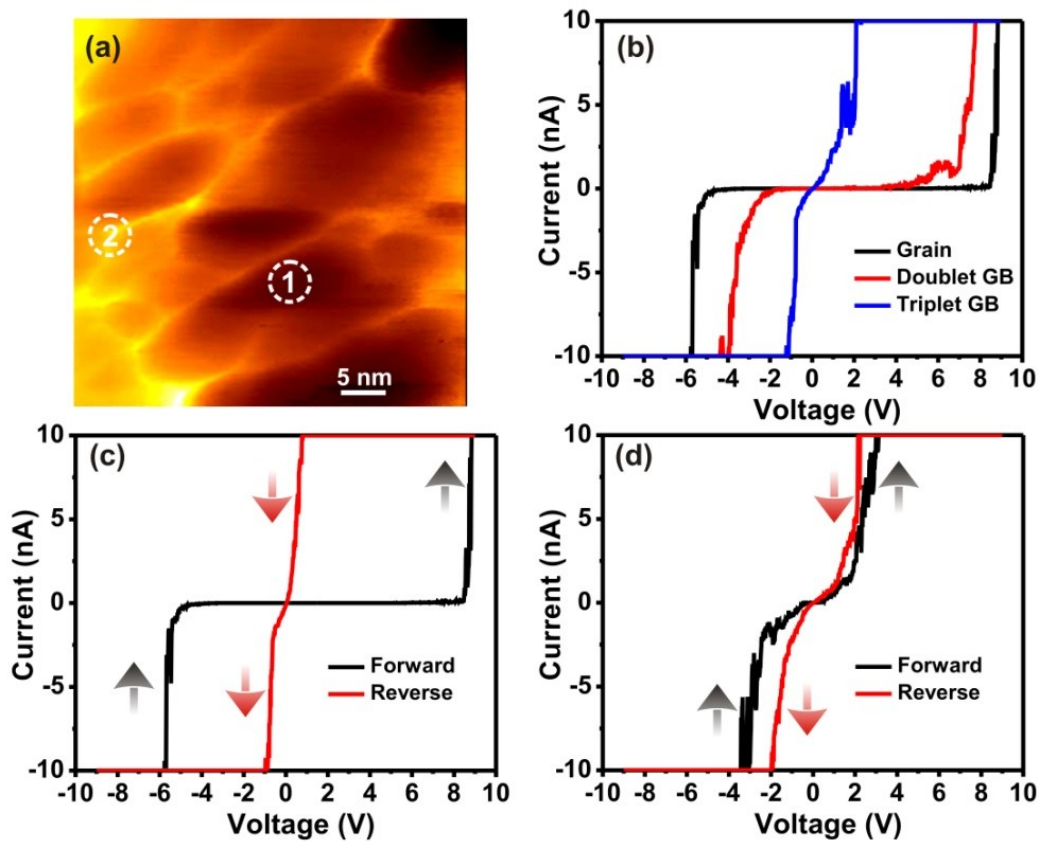 (a)
2
1
5 nm
(b)
Current (nA)
10
5
0
-5
-10
Grain
Doublet GB
Triplet GB
-10 -8 -6 -4 -2 0 2 4 6 8 10
Voltage (V)
(c)
Current (nA)
10
5
0
-5
-10
Forward
Reverse
-10 -8 -6 -4 -2 0 2 4 6 8 10
Voltage (V)
(d)
Current (nA)
10
5
0
-5
-10
Forward
Reverse
-10 -8 -6 -4 -2 0 2 4 6 8 10
Voltage (V)